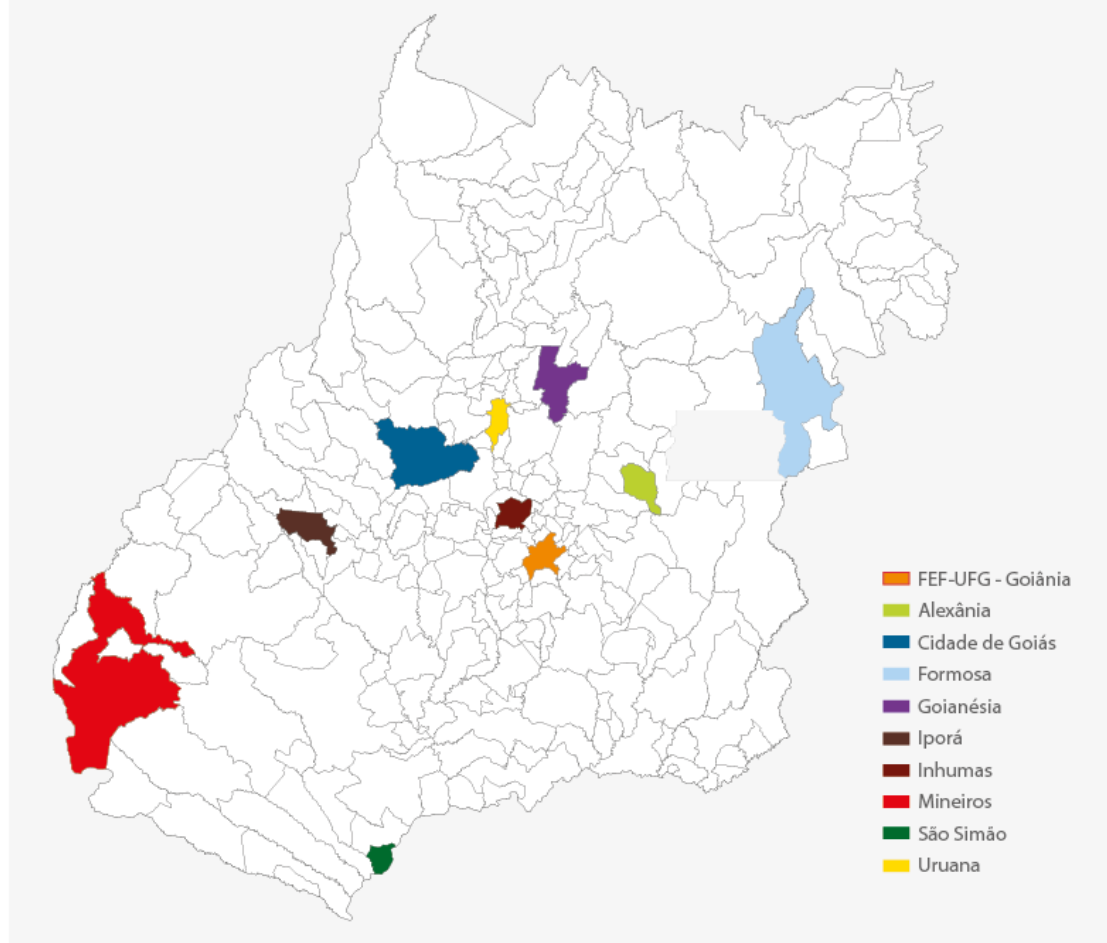 FEF-UFG - Goiânia
Alexânia
Cidade de Goiás
Formosa
Goianésia
Iporá
Inhumas
Mineiros
São Simão
Uruana